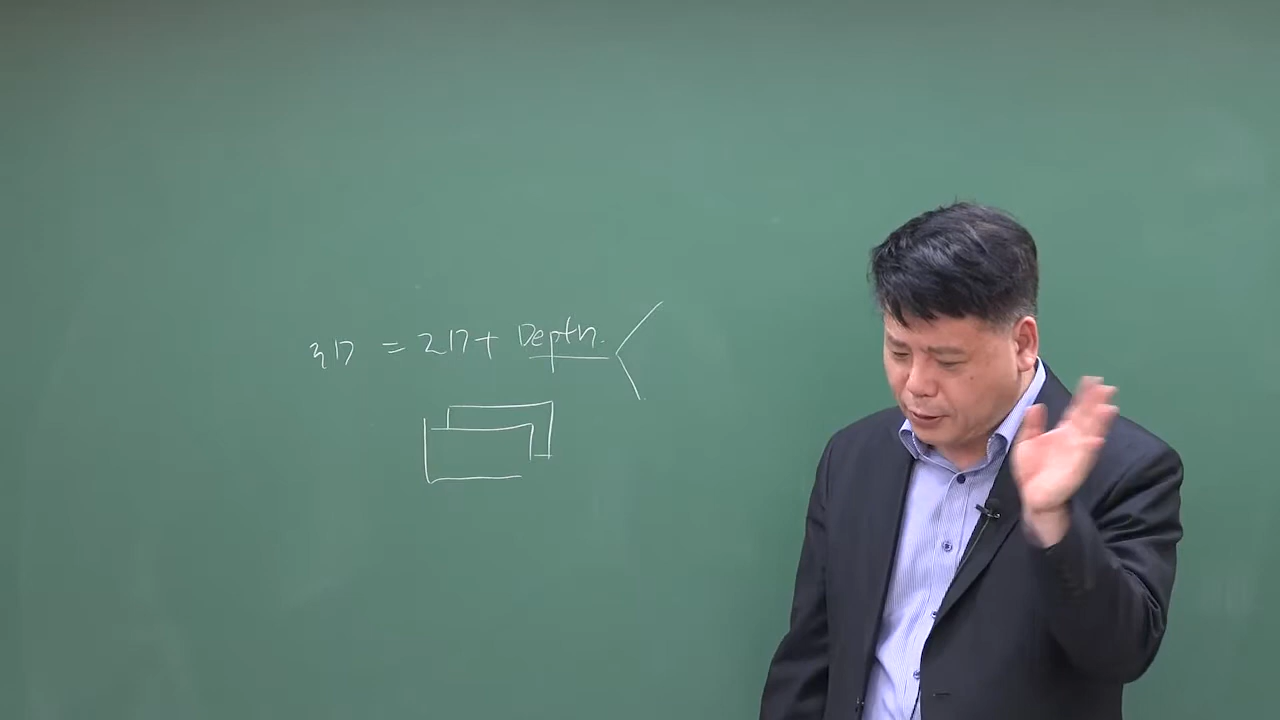 3D = 2D + Depth.